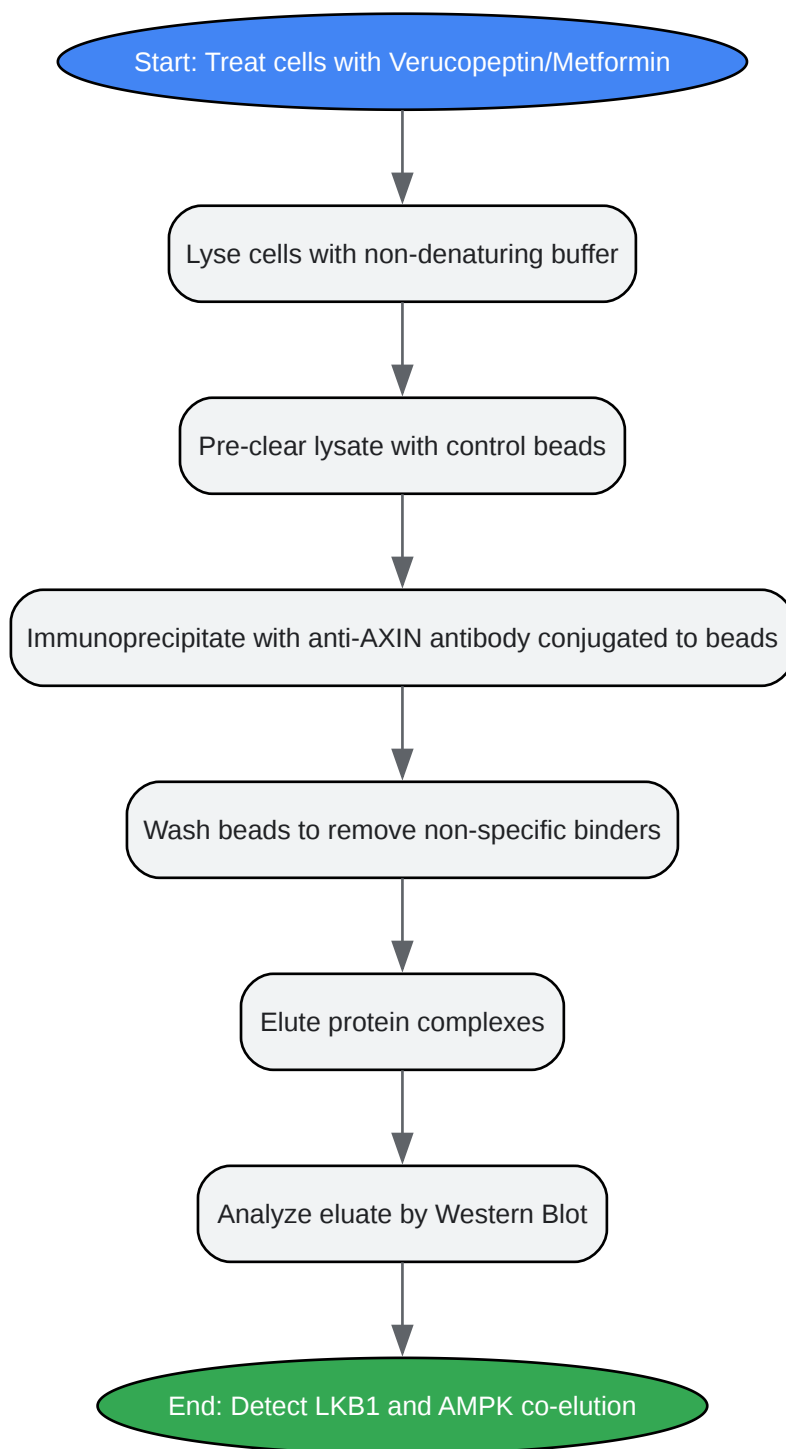 Start: Treat cells with Verucopeptin/Metformin
Lyse cells with non-denaturing buffer
Pre-clear lysate with control beads
Immunoprecipitate with anti-AXIN antibody conjugated to beads
Wash beads to remove non-specific binders
Elute protein complexes
Analyze eluate by Western Blot
End: Detect LKB1 and AMPK co-elution